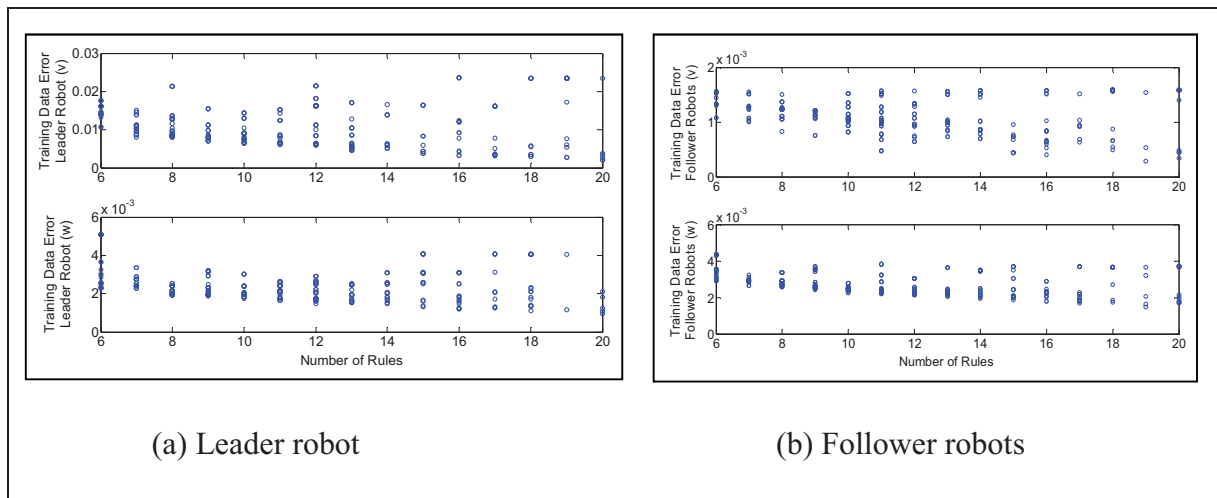 Training Data Error
Leader Robot (v)
0.03
0.02
0.01
0
6 8 10 12 14 16 18 20
Training Data Error
Leader Robot (w)
x 10-3
6
4
2
0
6 8 10 12 14 16 18 20
Number of Rules
(a) Leader robot
Training Data Error
Follower Robots (v)
x 10-3
2
1
0
6 8 10 12 14 16 18 20
Training Data Error
Follower Robots (w)
x 10-3
6
4
2
0
6 8 10 12 14 16 18 20
Number of Rules
(b) Follower robots